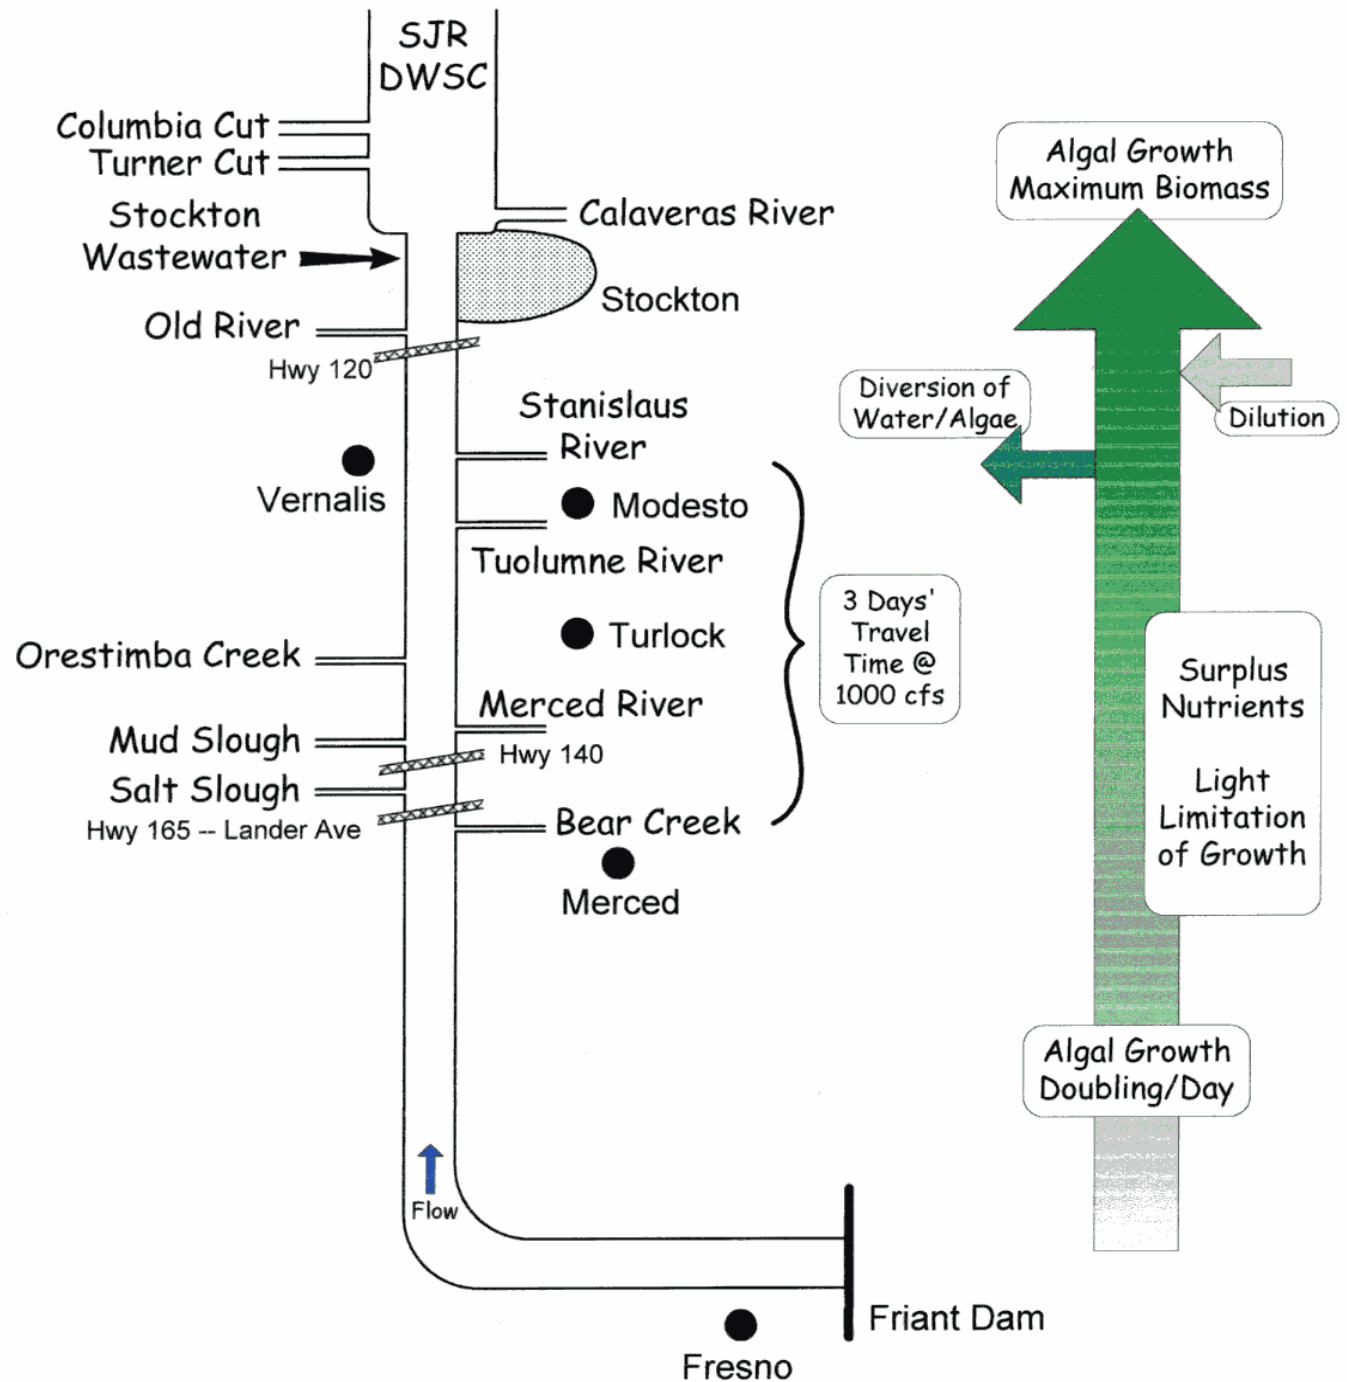 SJR
DWSC
Columbia Cut
Turner Cut
Stockton
Wastewater
Calaveras River
Stockton
Old River
Hwy 120
Stanislaus
River
Vernalis
Modesto
Tuolumne River
Turlock
Orestimba Creek
Merced River
Mud Slough
Hwy 140
Salt Slough
Hwy 165 -- Lander Ave
Bear Creek
Merced
3 Days'
Travel
Time @
1000 cfs
Flow
Friant Dam
Fresno
Algal Growth
Maximum Biomass
Diversion of
Water/Algae
Dilution
Surplus
Nutrients
Light
Limitation
of Growth
Algal Growth
Doubling/Day